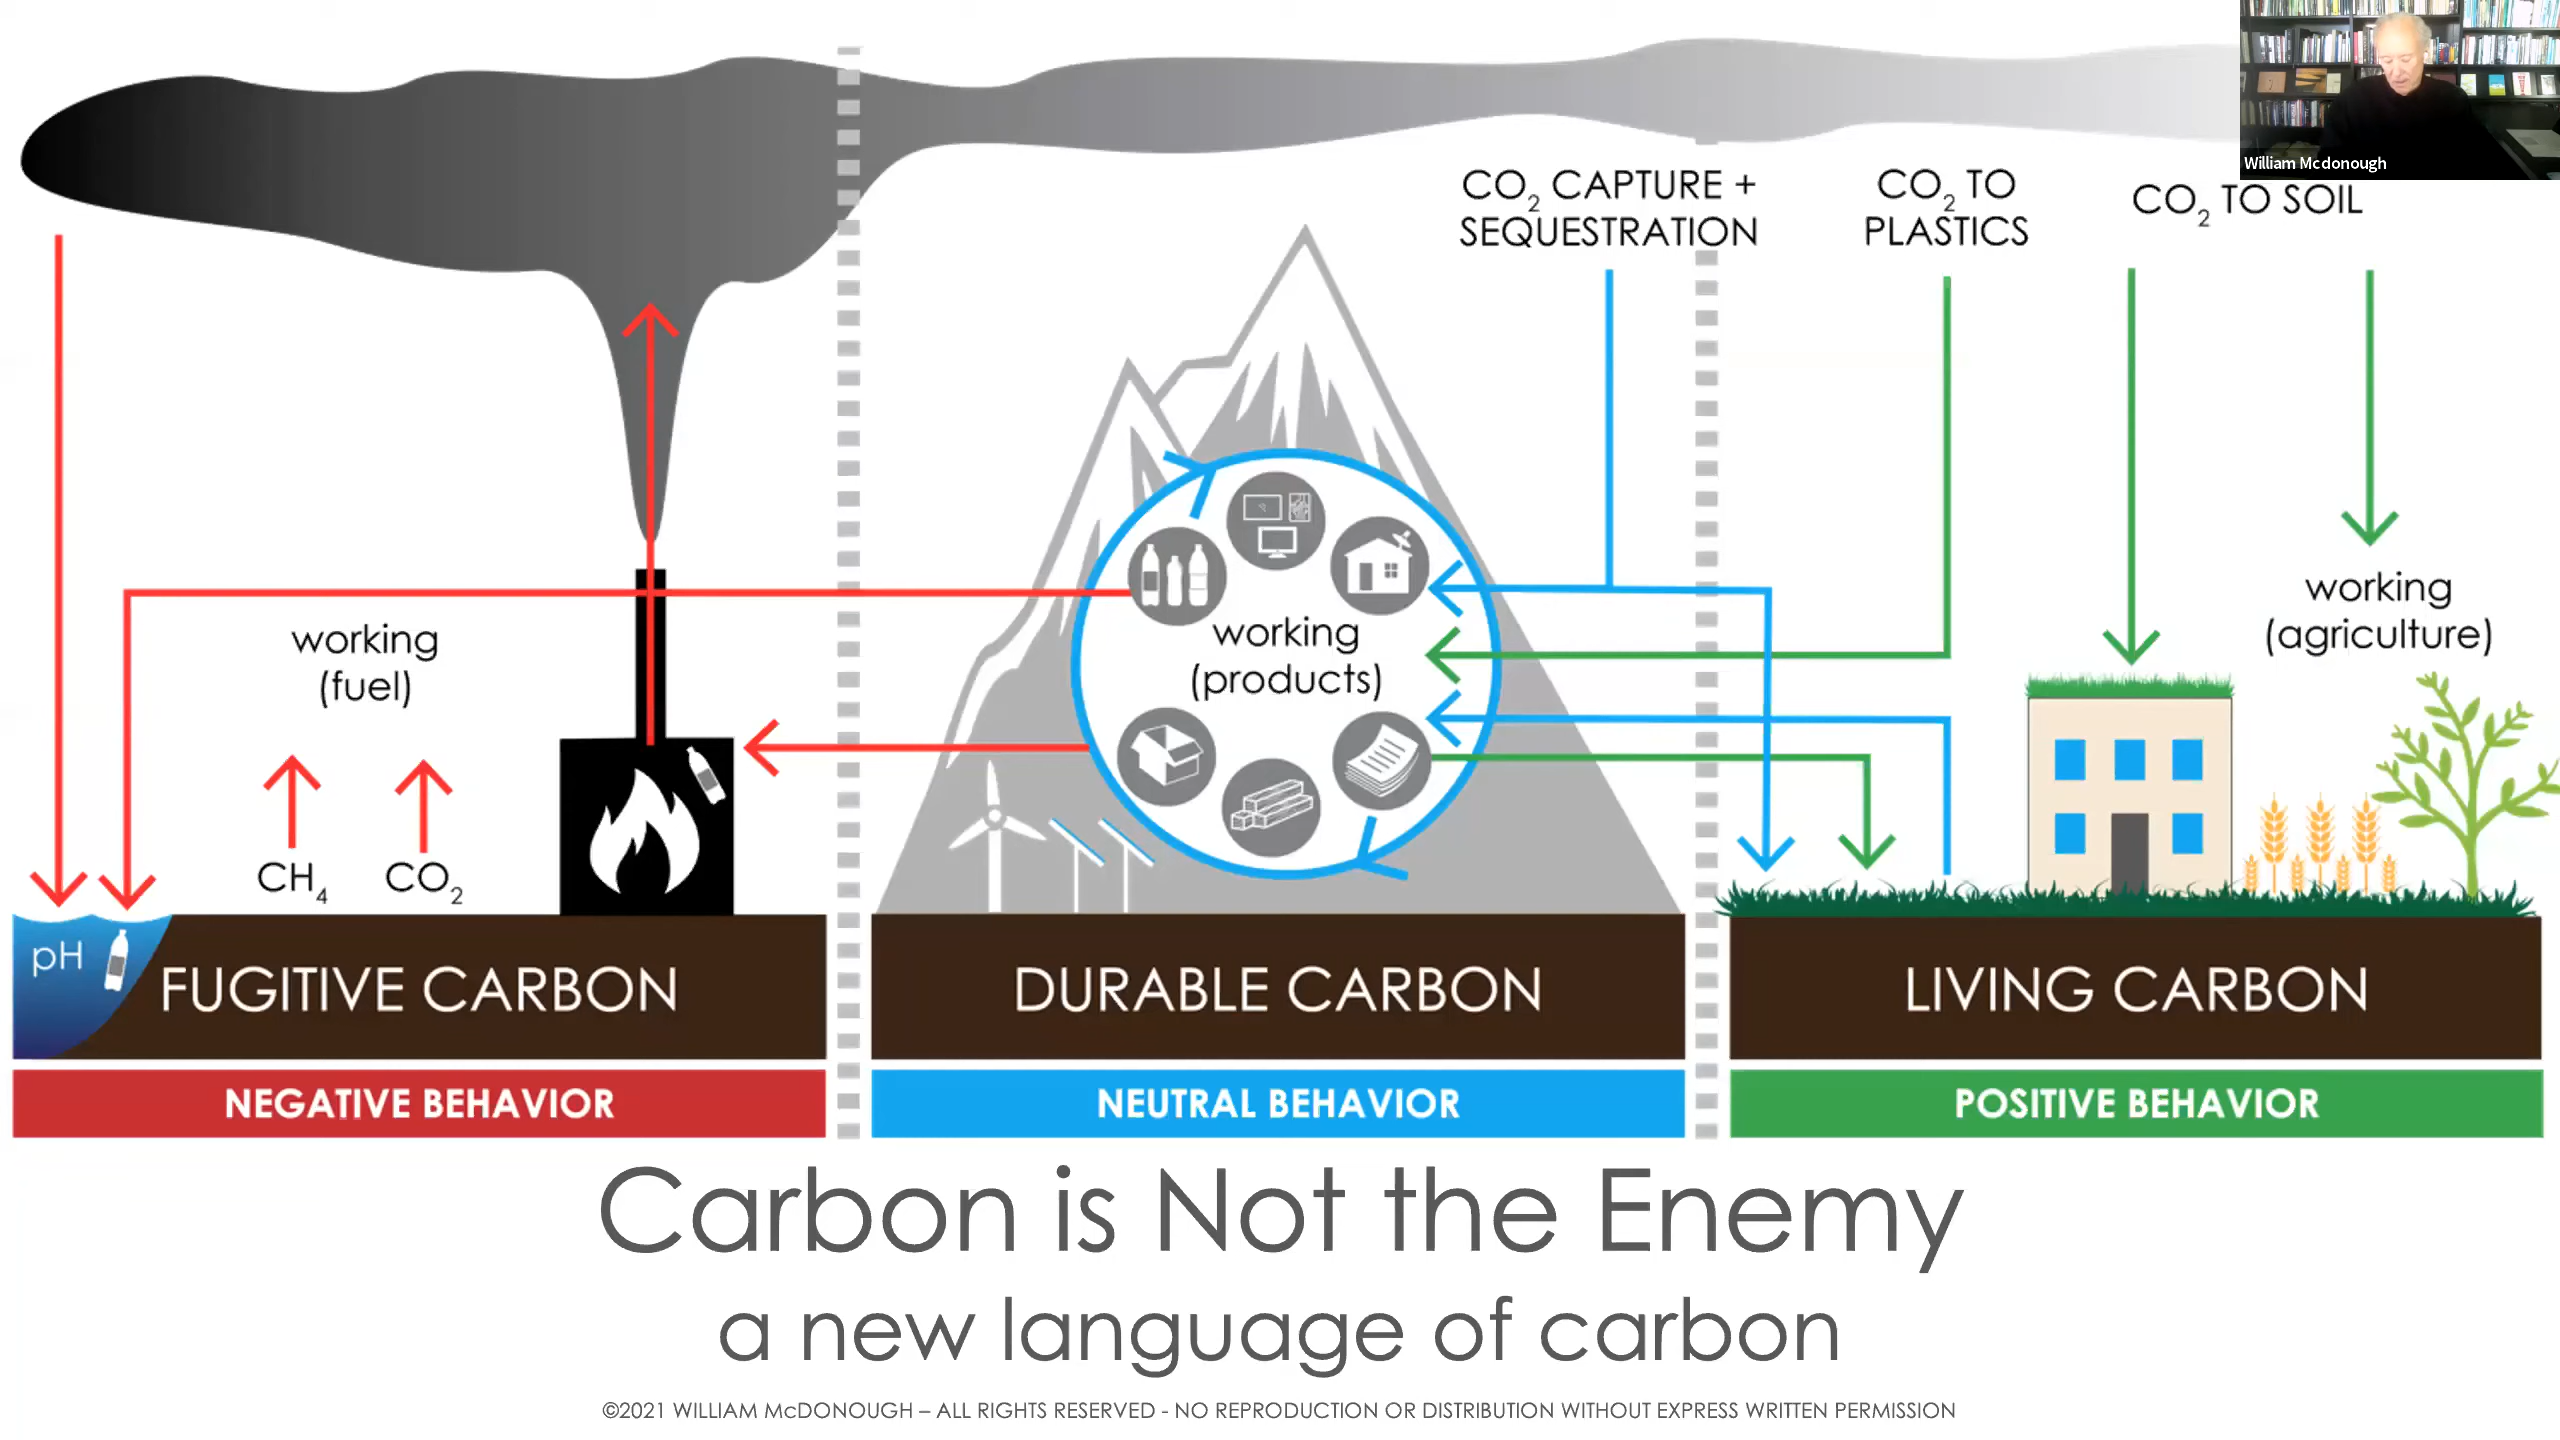 William Mcdonough
CO₂ CAPTURE +
SEQUESTRATION
CO₂ TO
PLASTICS
CO₂ TO SOIL
working
(fuel)
working
(products)
working
(agriculture)
CH₄
CO₂
pH
FUGITIVE CARBON
DURABLE CARBON
LIVING CARBON
NEGATIVE BEHAVIOR
NEUTRAL BEHAVIOR
POSITIVE BEHAVIOR
Carbon is Not the Enemy
a new language of carbon
©2021 WILLIAM McDONOUGH – ALL RIGHTS RESERVED - NO REPRODUCTION OR DISTRIBUTION WITHOUT EXPRESS WRITTEN PERMISSION